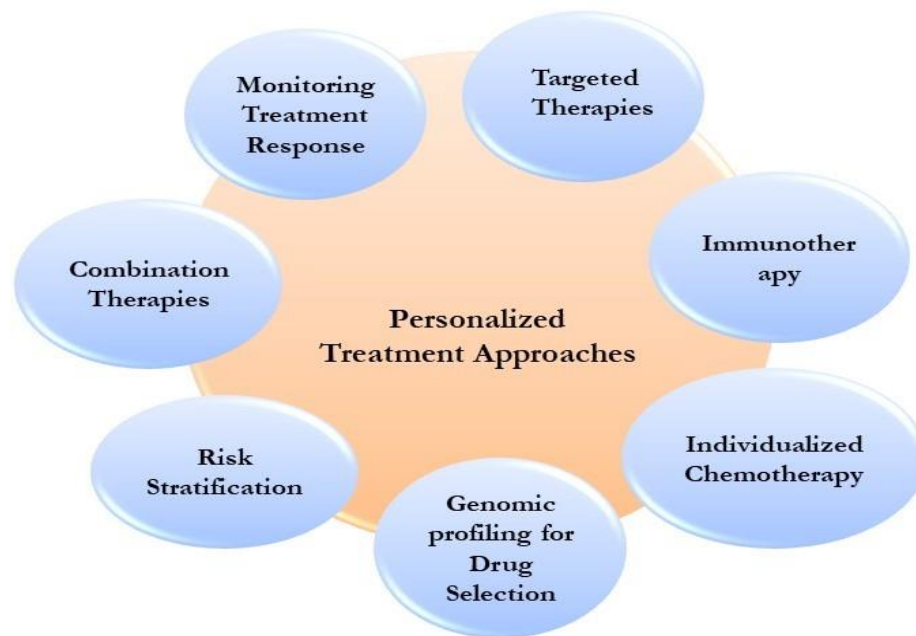 Monitoring
Treatment
Response
Targeted
Therapies
Immunother
apy
Combination
Therapies
Personalized
Treatment Approaches
Individualized
Chemotherapy
Risk
Stratification
Genomic
profiling for
Drug
Selection